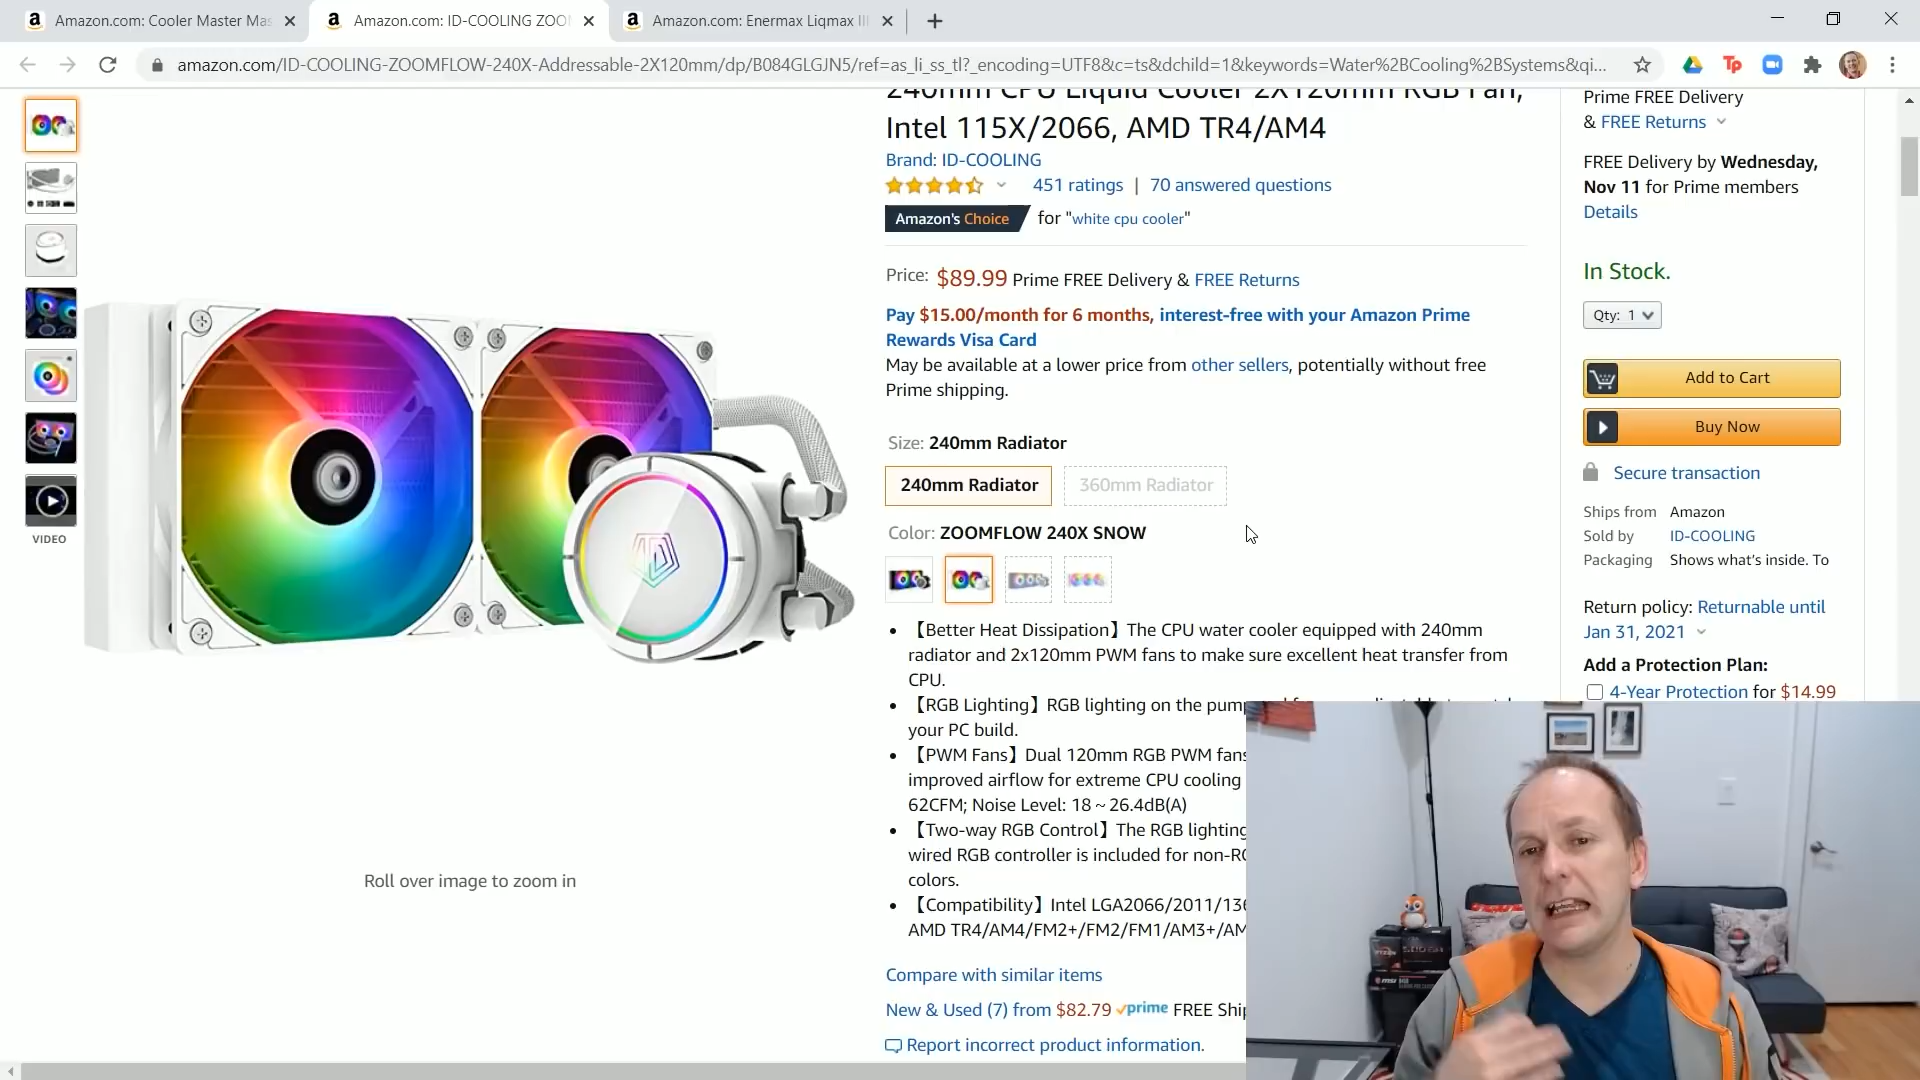 Amazon.com: Cooler Master Mas
Amazon.com: ID-COOLING ZOO
Amazon.com: Enermax Liqmax III
amazon.com/ID-COOLING-ZOOMFLOW-240X-Addressable-2X120mm/dp/B084GLGJN5/ref=as_li_ss_tl?_encoding=UTF8&c=ts&dchild=1&keywords=Water%2BCooling%2BSystems&qi...
240mm CPU Liquid Cooler 2X120mm RGB Fan,
Intel 115X/2066, AMD TR4/AM4
Brand: ID-COOLING
451 ratings | 70 answered questions
Amazon's Choice for "white cpu cooler"
Price: $89.99 Prime FREE Delivery & FREE Returns
Pay $15.00/month for 6 months, interest-free with your Amazon Prime
Rewards Visa Card
May be available at a lower price from other sellers, potentially without free
Prime shipping.
Size: 240mm Radiator
240mm Radiator
360mm Radiator
Color: ZOOMFLOW 240X SNOW
【Better Heat Dissipation】The CPU water cooler equipped with 240mm
radiator and 2x120mm PWM fans to make sure excellent heat transfer from
CPU.
【RGB Lighting】RGB lighting on the pump
your PC build.
【PWM Fans】Dual 120mm RGB PWM fans
improved airflow for extreme CPU cooling
62CFM; Noise Level: 18 ~ 26.4dB(A)
【Two-way RGB Control】The RGB lighting
wired RGB controller is included for non-RG
colors.
【Compatibility】Intel LGA2066/2011/136
AMD TR4/AM4/FM2+/FM2/FM1/AM3+/AM
Compare with similar items
New & Used (7) from $82.79 prime FREE Ship
Report incorrect product information.
VIDEO
Roll over image to zoom in
Prime FREE Delivery
& FREE Returns
FREE Delivery by Wednesday,
Nov 11 for Prime members
Details
In Stock.
Qty: 1
Add to Cart
Buy Now
Secure transaction
Ships from Amazon
Sold by ID-COOLING
Packaging Shows what's inside. To
Return policy: Returnable until
Jan 31, 2021
Add a Protection Plan:
4-Year Protection for $14.99
RYZEN
msi